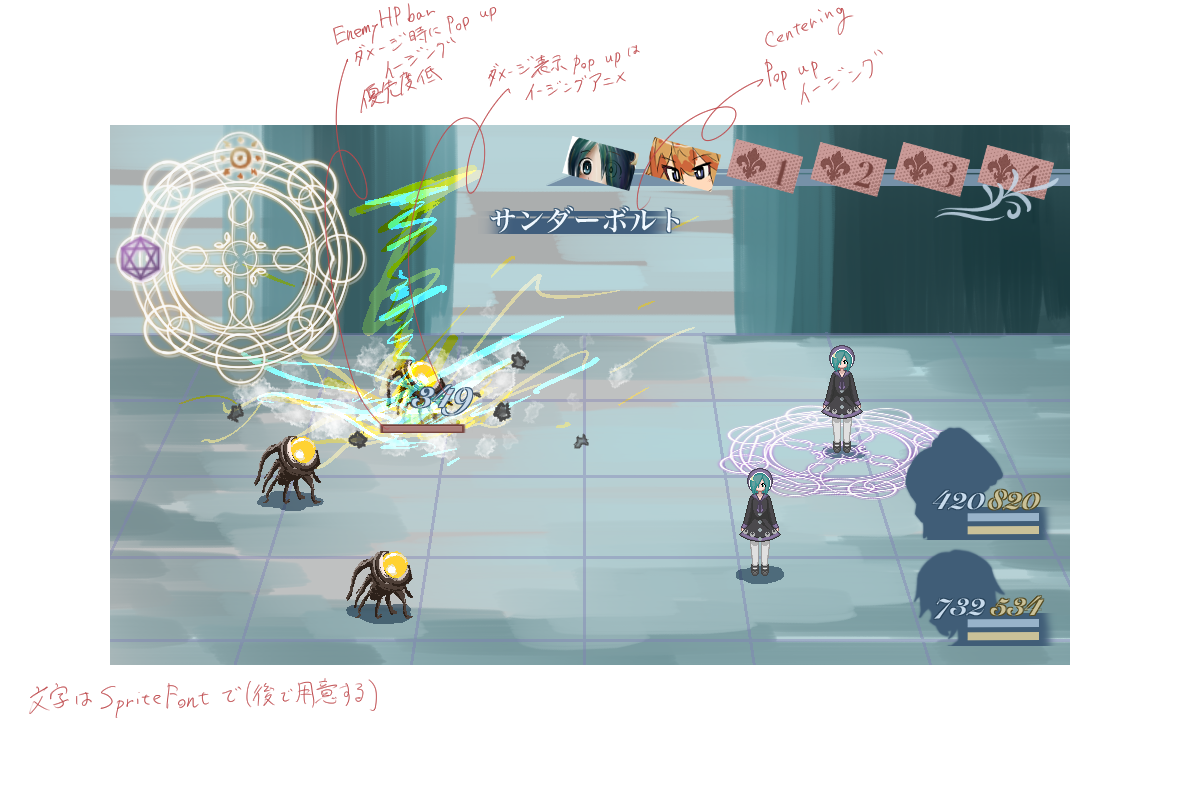 Enemy HP bar
ダメージ時に Pop up
イージング
優先度低
ダメージ表示 pop up は
イージングアニメ
Centering
Pop up
イージング
1 2 3 4
サンダーボルト
349
420 820
732 534
文字は SpriteFont で(後で用意する)